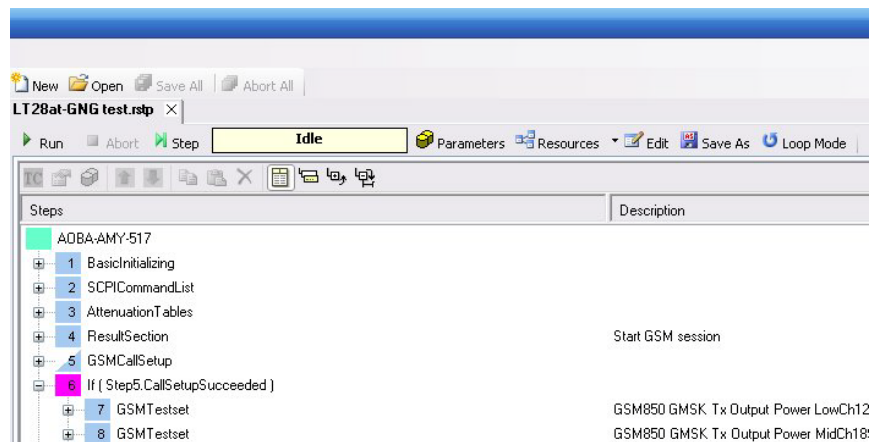 New Open Save All Abort All
LT28at-GNG test.rstp
Run Abort Step Idle Parameters Resources Edit Save As Loop Mode
TC
Steps Description
AOBA-AMY-517
1 BasicInitializing
2 SCPICommandList
3 AttenuationTables
4 ResultSection Start GSM session
5 GSMCallSetup
6 If ( Step5.CallSetupSucceeded )
7 GSMTestset GSM850 GMSK Tx Output Power LowCh12
8 GSMTestset GSM850 GMSK Tx Output Power MidCh18